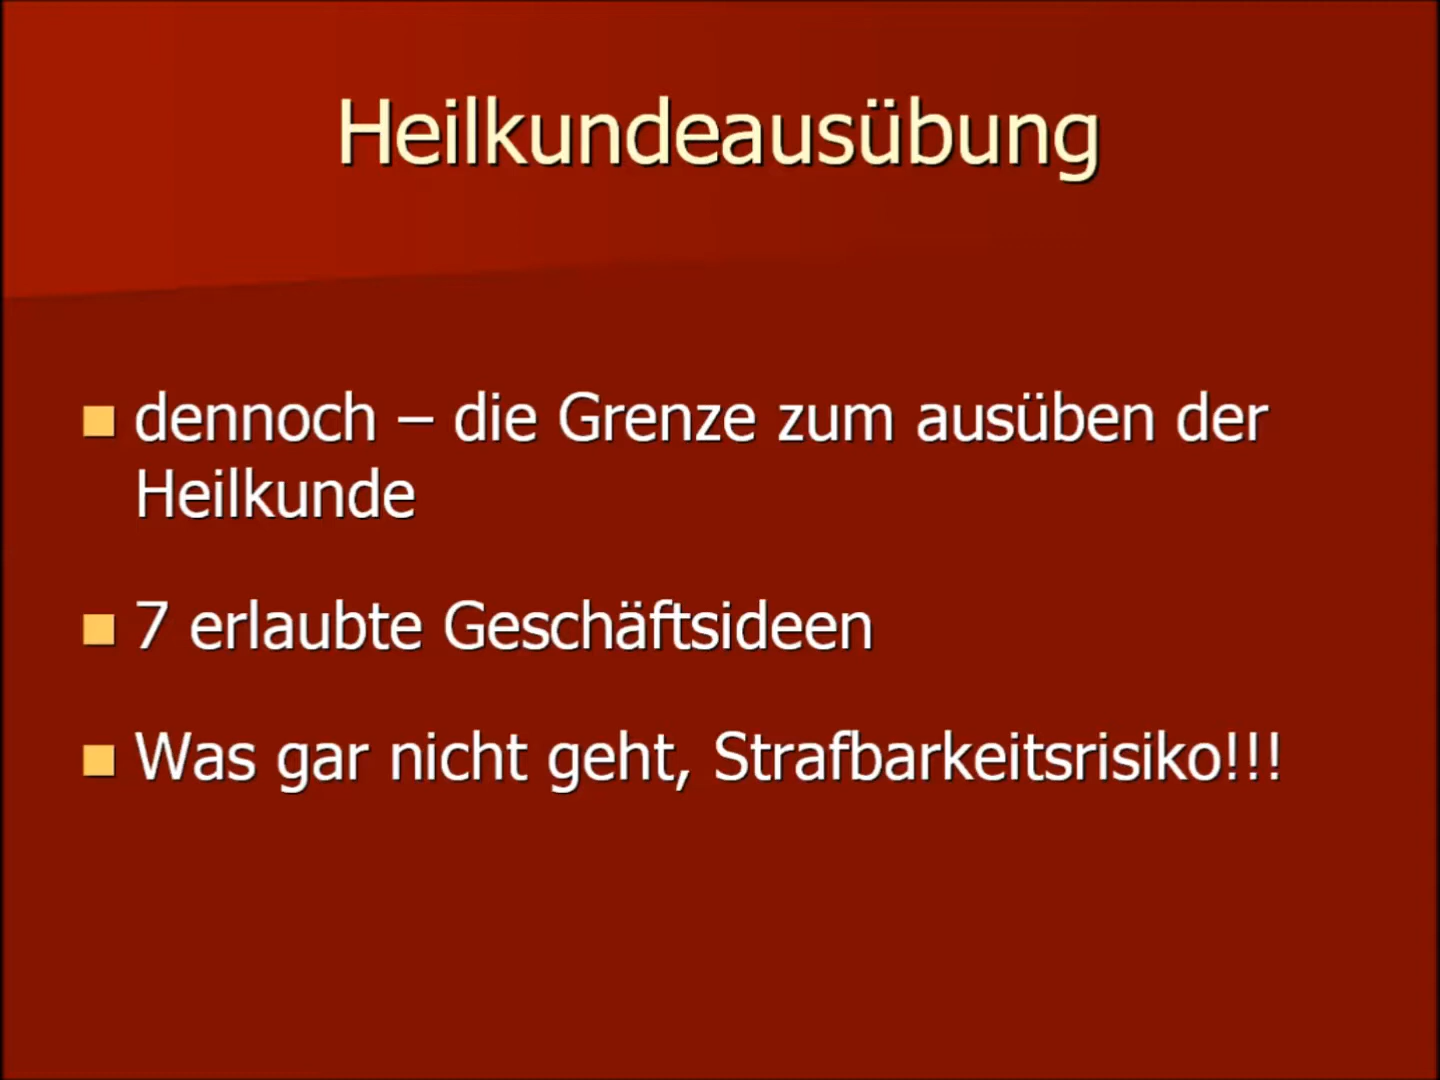 Heilkundeausübung
dennoch – die Grenze zum ausüben der
Heilkunde
7 erlaubte Geschäftsideen
Was gar nicht geht, Strafbarkeitsrisiko!!!